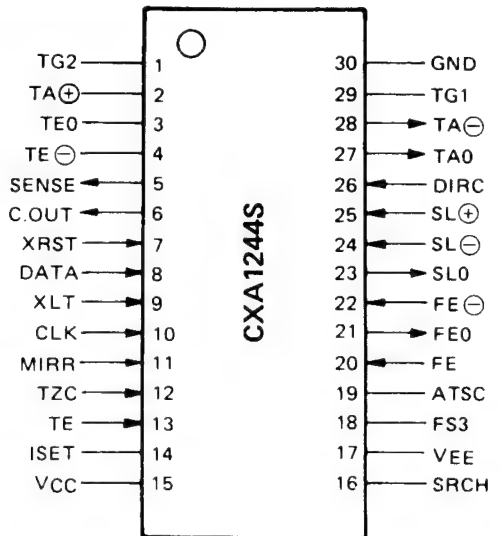 TG2 1 30 GND
TA⊕ 2 29 TG1
TE0 3 28 TA⊖
TE⊖ 4 27 TA0
SENSE 5 26 DIRC
C.OUT 6 25 SL⊕
XRST 7 24 SL⊖
DATA 8 23 SL0
XLT 9 22 FE⊖
CLK 10 21 FE0
MIRR 11 20 FE
TZC 12 19 ATSC
TE 13 18 FS3
ISET 14 17 VEE
VCC 15 16 SRCH
CXA1244S